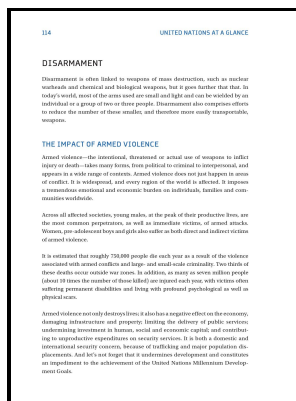 114 UNITED NATIONS AT A GLANCE
DISARMAMENT
Disarmament is often linked to weapons of mass destruction, such as nuclear
warheads and chemical and biological weapons, but it goes further that that. In
today's world, most of the arms used are small and light and can be wielded by an
individual or a group of two or three people. Disarmament also comprises efforts
to reduce the number of these smaller, and therefore more easily transportable,
weapons.
THE IMPACT OF ARMED VIOLENCE
Armed violence—the intentional, threatened or actual use of weapons to inflict
injury or death—takes many forms, from political to criminal to interpersonal, and
appears in a wide range of contexts. Armed violence does not just happen in areas
of conflict. It is widespread, and every region of the world is affected. It imposes
a tremendous emotional and economic burden on individuals, families and com-
munities worldwide.
Across all affected societies, young males, at the peak of their productive lives, are
the most common perpetrators, as well as immediate victims, of armed attacks.
Women, pre-adolescent boys and girls also suffer as both direct and indirect victims
of armed violence.
It is estimated that roughly 750,000 people die each year as a result of the violence
associated with armed conflicts and large- and small-scale criminality. Two thirds of
these deaths occur outside war zones. In addition, as many as seven million people
(about 10 times the number of those killed) are injured each year, with victims often
suffering permanent disabilities and living with profound psychological as well as
physical scars.
Armed violence not only destroys lives; it also has a negative effect on the economy,
damaging infrastructure and property; limiting the delivery of public services;
undermining investment in human, social and economic capital; and contribut-
ing to unproductive expenditures on security services. It is both a domestic and
international security concern, because of trafficking and major population dis-
placements. And let's not forget that it undermines development and constitutes
an impediment to the achievement of the United Nations Millennium Develop-
ment Goals.